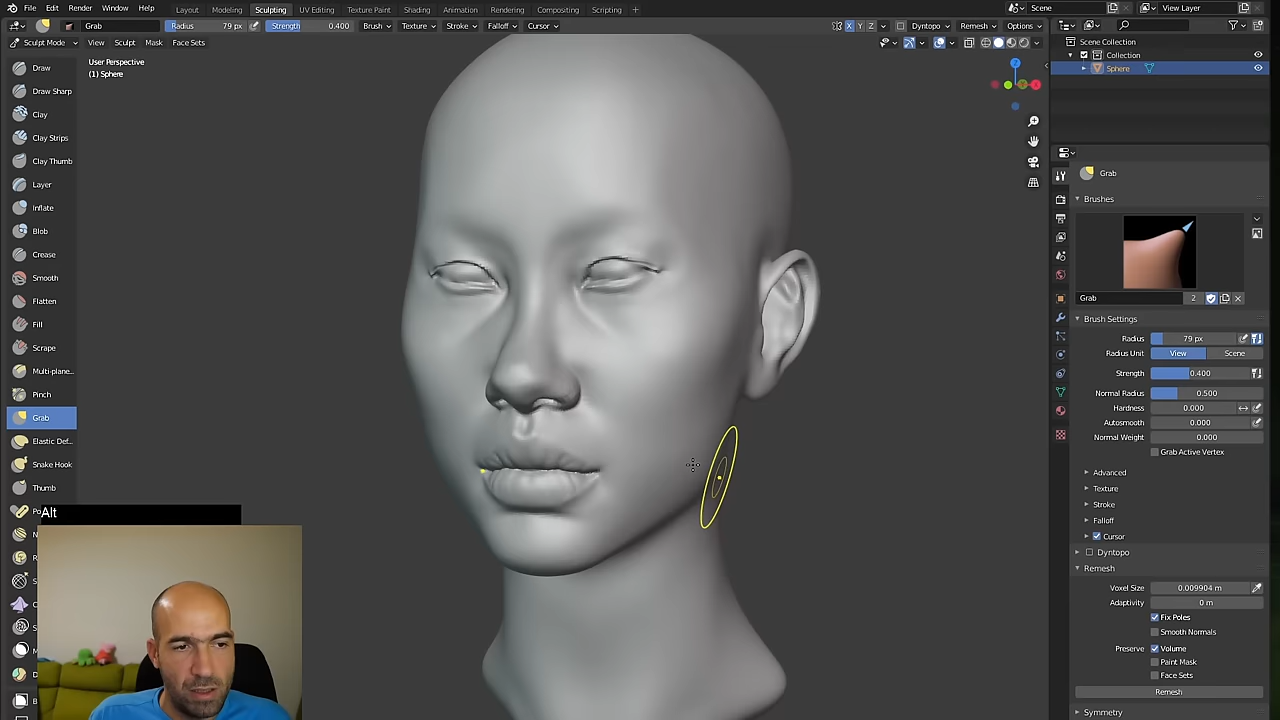 File Edit Render Window Help Layout Modeling Sculpting UV Editing Texture Paint Shading Animation Rendering Compositing Scripting + Scene View Layer
Grab Radius 79 px Strength 0.400 Brush Texture Stroke Falloff Cursor X Y Z Dyntopo Remesh Options
Sculpt Mode View Sculpt Mask Face Sets
User Perspective
(1) Sphere
Draw
Draw Sharp
Clay
Clay Strips
Clay Thumb
Layer
Inflate
Blob
Crease
Smooth
Flatten
Fill
Scrape
Multi-plane...
Pinch
Grab
Elastic Def...
Snake Hook
Thumb
Alt
Z
Scene Collection
Collection
Sphere
Grab
Brushes
Grab 2
Brush Settings
Radius 79 px
Radius Unit View Scene
Strength 0.400
Normal Radius 0.500
Hardness 0.000
Autosmooth 0.000
Normal Weight 0.000
Grab Active Vertex
Advanced
Texture
Stroke
Falloff
Cursor
Dyntopo
Remesh
Voxel Size 0.009904 m
Adaptivity 0 m
Fix Poles
Smooth Normals
Preserve Volume
Paint Mask
Face Sets
Remesh
Symmetry